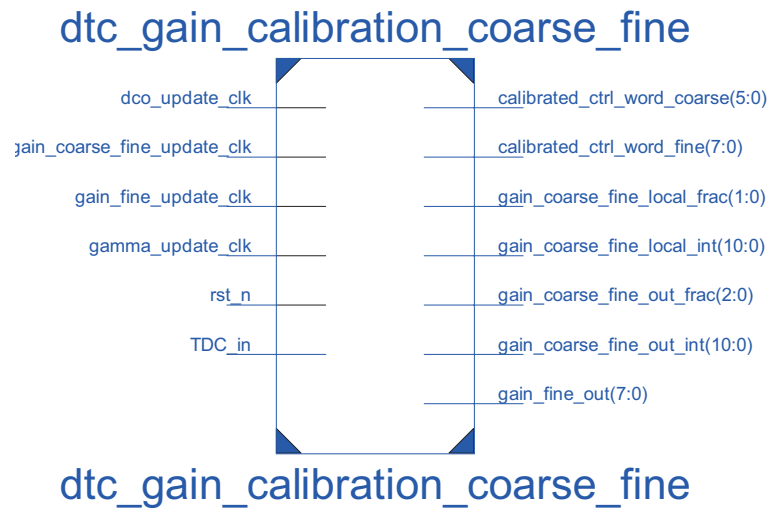 dtc_gain_calibration_coarse_fine
dco_update_clk
gain_coarse_fine_update_clk
gain_fine_update_clk
gamma_update_clk
rst_n
TDC_in
calibrated_ctrl_word_coarse(5:0)
calibrated_ctrl_word_fine(7:0)
gain_coarse_fine_local_frac(1:0)
gain_coarse_fine_local_int(10:0)
gain_coarse_fine_out_frac(2:0)
gain_coarse_fine_out_int(10:0)
gain_fine_out(7:0)
dtc_gain_calibration_coarse_fine